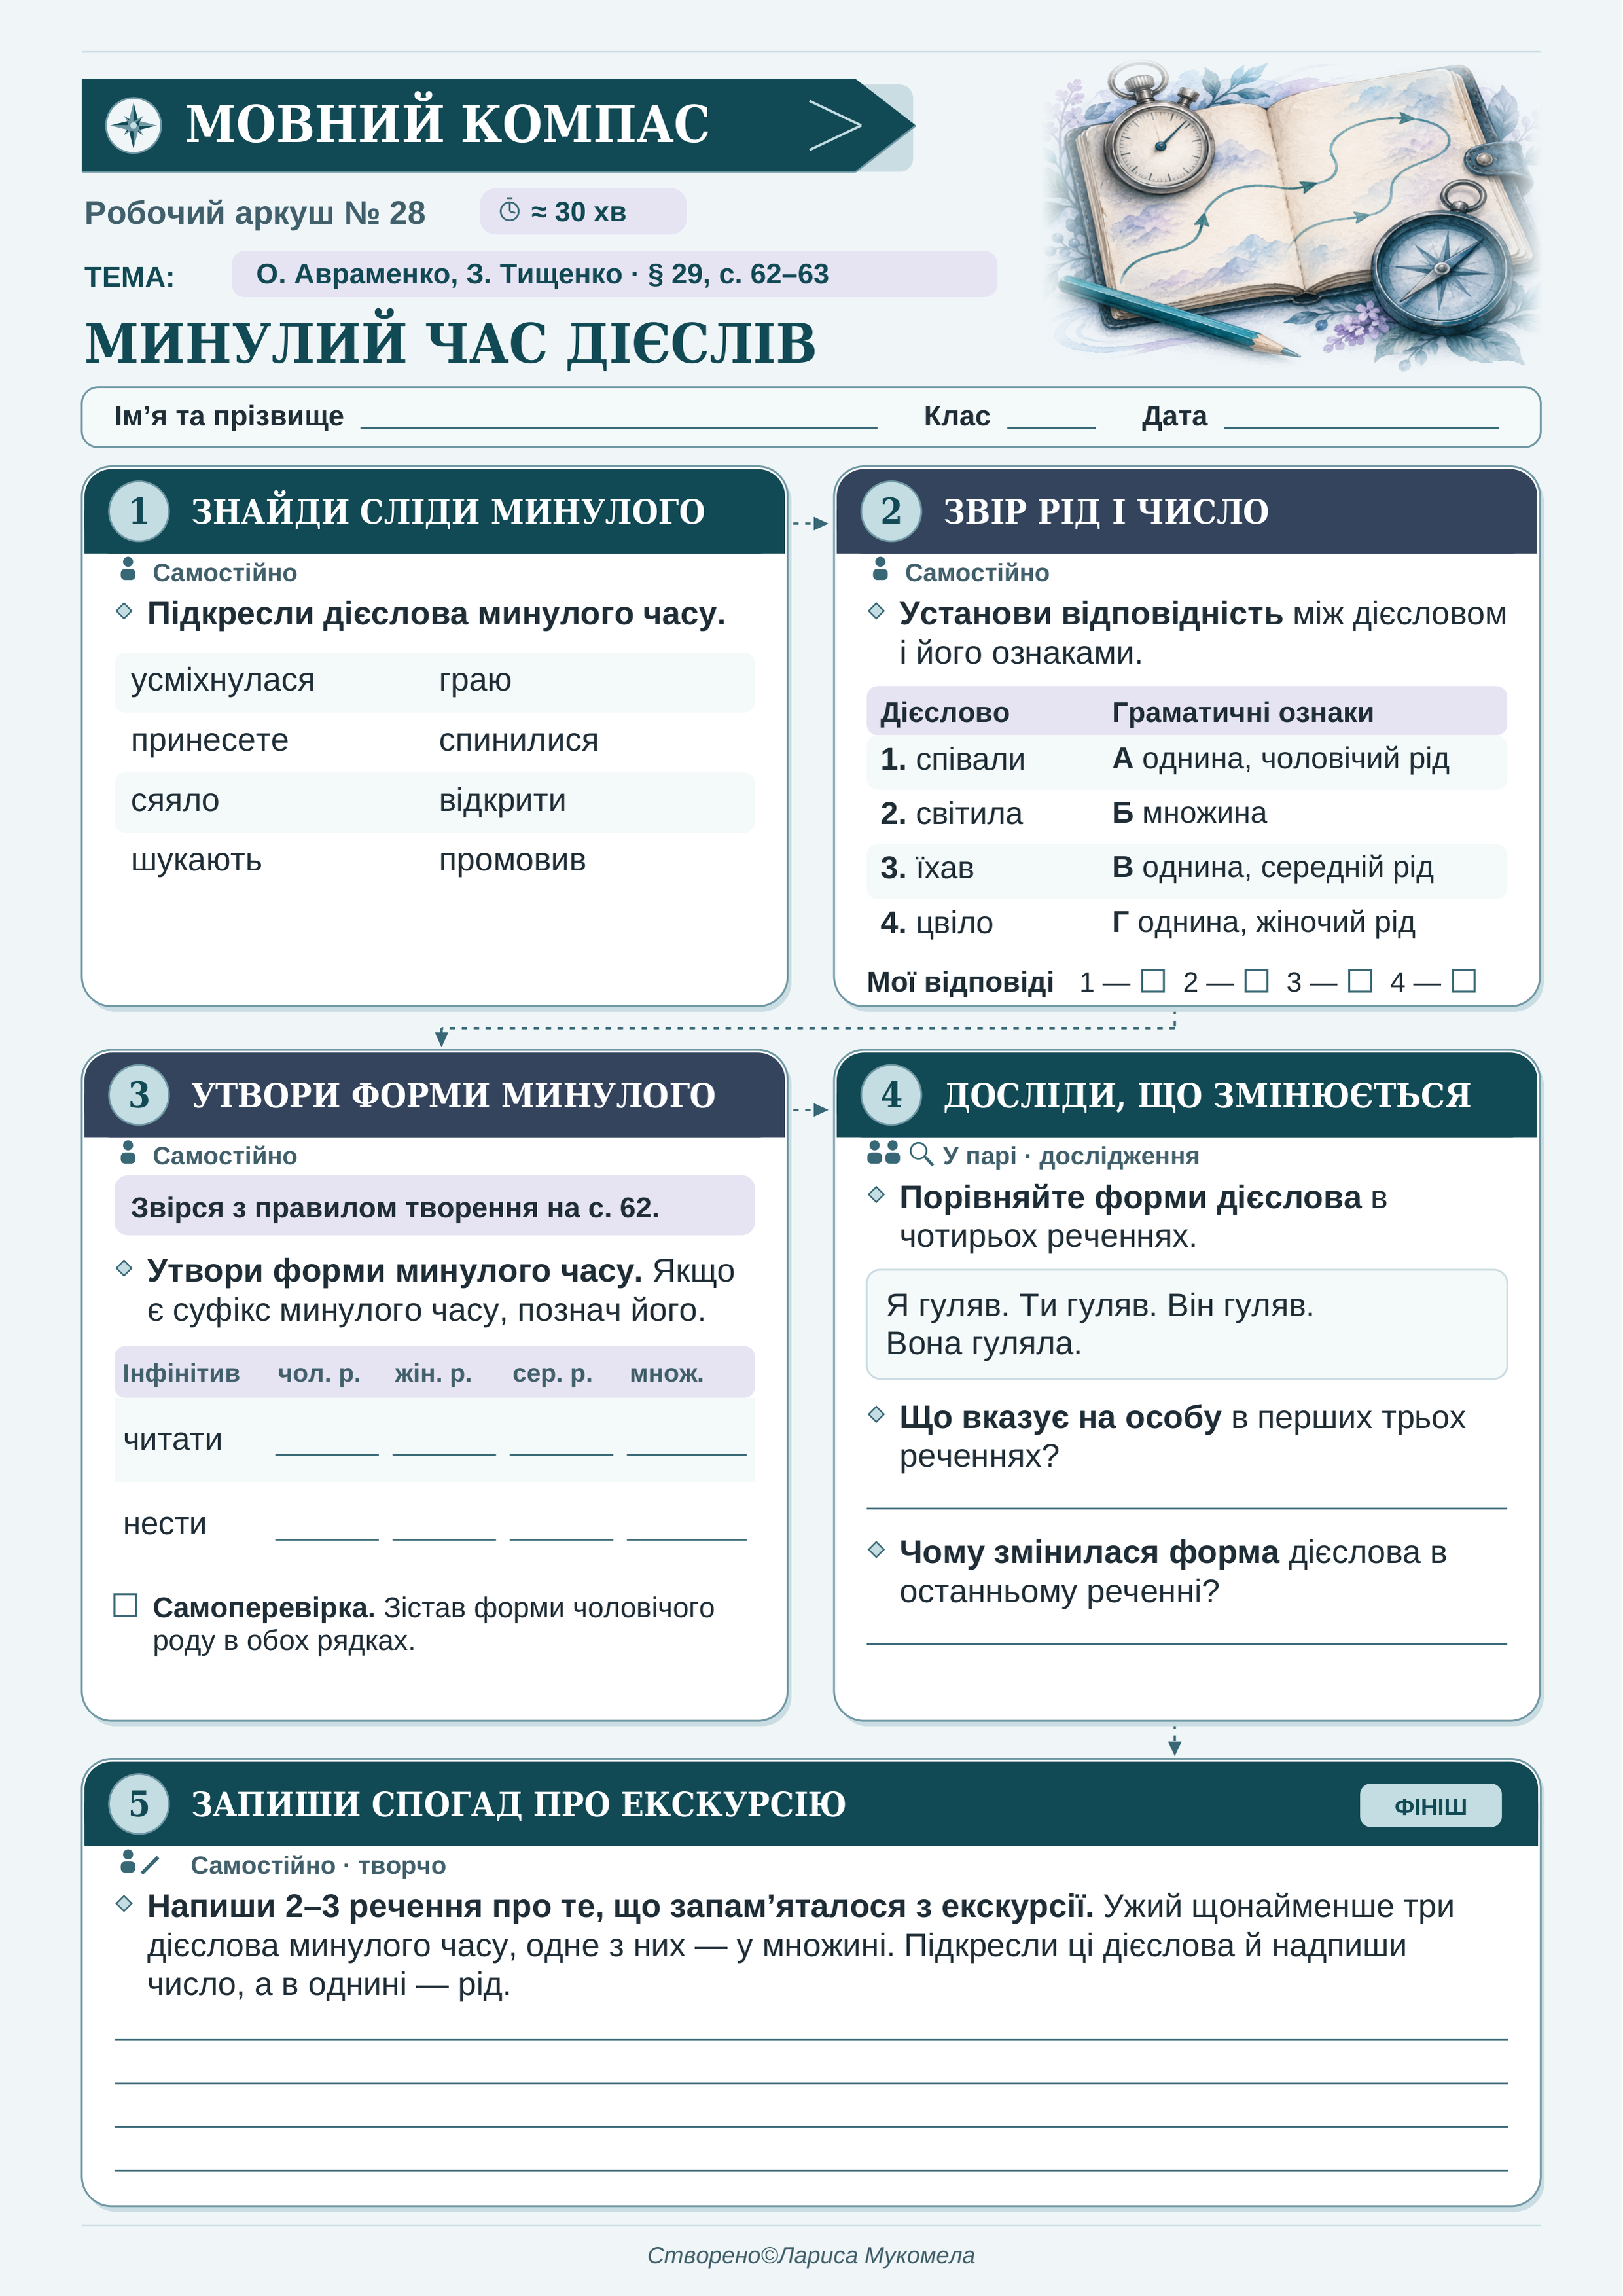 МОВНИЙ КОМПАС
Робочий аркуш № 28
≈ 30 хв
ТЕМА:
О. Авраменко, З. Тищенко · § 29, с. 62–63
МИНУЛИЙ ЧАС ДІЄСЛІВ
Ім’я та прізвище Клас Дата
1 ЗНАЙДИ СЛІДИ МИНУЛОГО
Самостійно
Підкресли дієслова минулого часу.
усміхнулася граю
принесете спинилися
сяяло відкрити
шукають промовив
2 ЗВІР РІД І ЧИСЛО
Самостійно
Установи відповідність між дієсловом
і його ознаками.
Дієслово Граматичні ознаки
1. співали А однина, чоловічий рід
2. світила Б множина
3. їхав В однина, середній рід
4. цвіло Г однина, жіночий рід
Мої відповіді 1 — 2 — 3 — 4 —
3 УТВОРИ ФОРМИ МИНУЛОГО
Самостійно
Звірся з правилом творення на с. 62.
Утвори форми минулого часу. Якщо
є суфікс минулого часу, познач його.
Інфінітив чол. р. жін. р. сер. р. множ.
читати
нести
Самоперевірка. Зістав форми чоловічого
роду в обох рядках.
4 ДОСЛІДИ, ЩО ЗМІНЮЄТЬСЯ
У парі · дослідження
Порівняйте форми дієслова в
чотирьох реченнях.
Я гуляв. Ти гуляв. Він гуляв.
Вона гуляла.
Що вказує на особу в перших трьох
реченнях?
Чому змінилася форма дієслова в
останньому реченні?
5 ЗАПИШИ СПОГАД ПРО ЕКСКУРСІЮ
ФІНІШ
Самостійно · творчо
Напиши 2–3 речення про те, що запам’яталося з екскурсії. Ужий щонайменше три
дієслова минулого часу, одне з них — у множині. Підкресли ці дієслова й надпиши
число, а в однині — рід.
Створено©Лариса Мукомела